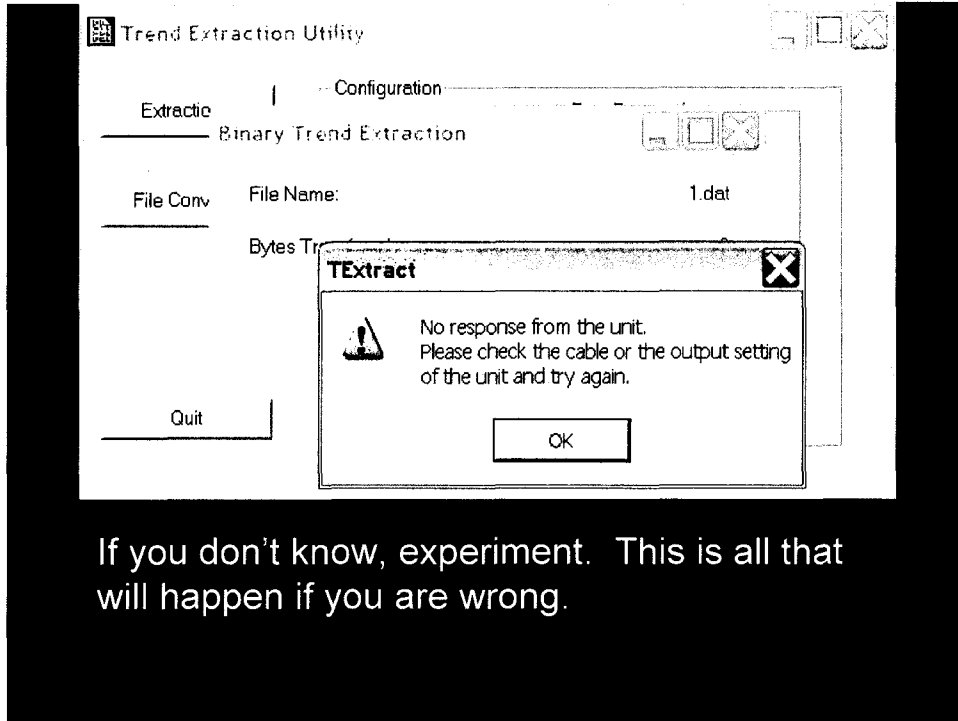 Trend Extraction Utility
Configuration
Extractio
Binary Trend Extraction
File Conv
File Name:
1.dat
Bytes Tr
TExtract
No response from the unit.
Please check the cable or the output setting
of the unit and try again.
Quit
OK
If you don't know, experiment.  This is all that
will happen if you are wrong.